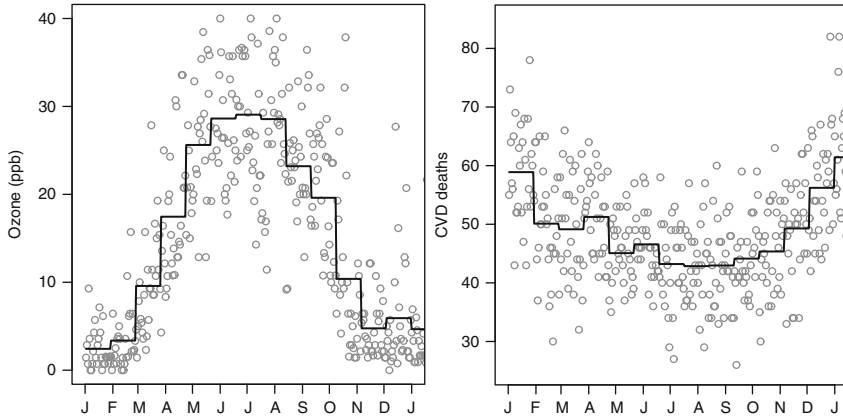 Ozone (ppb)
40
30
20
10
0
J F M A M J J A S O N D J
CVD deaths
80
70
60
50
40
30
J F M A M J J A S O N D J